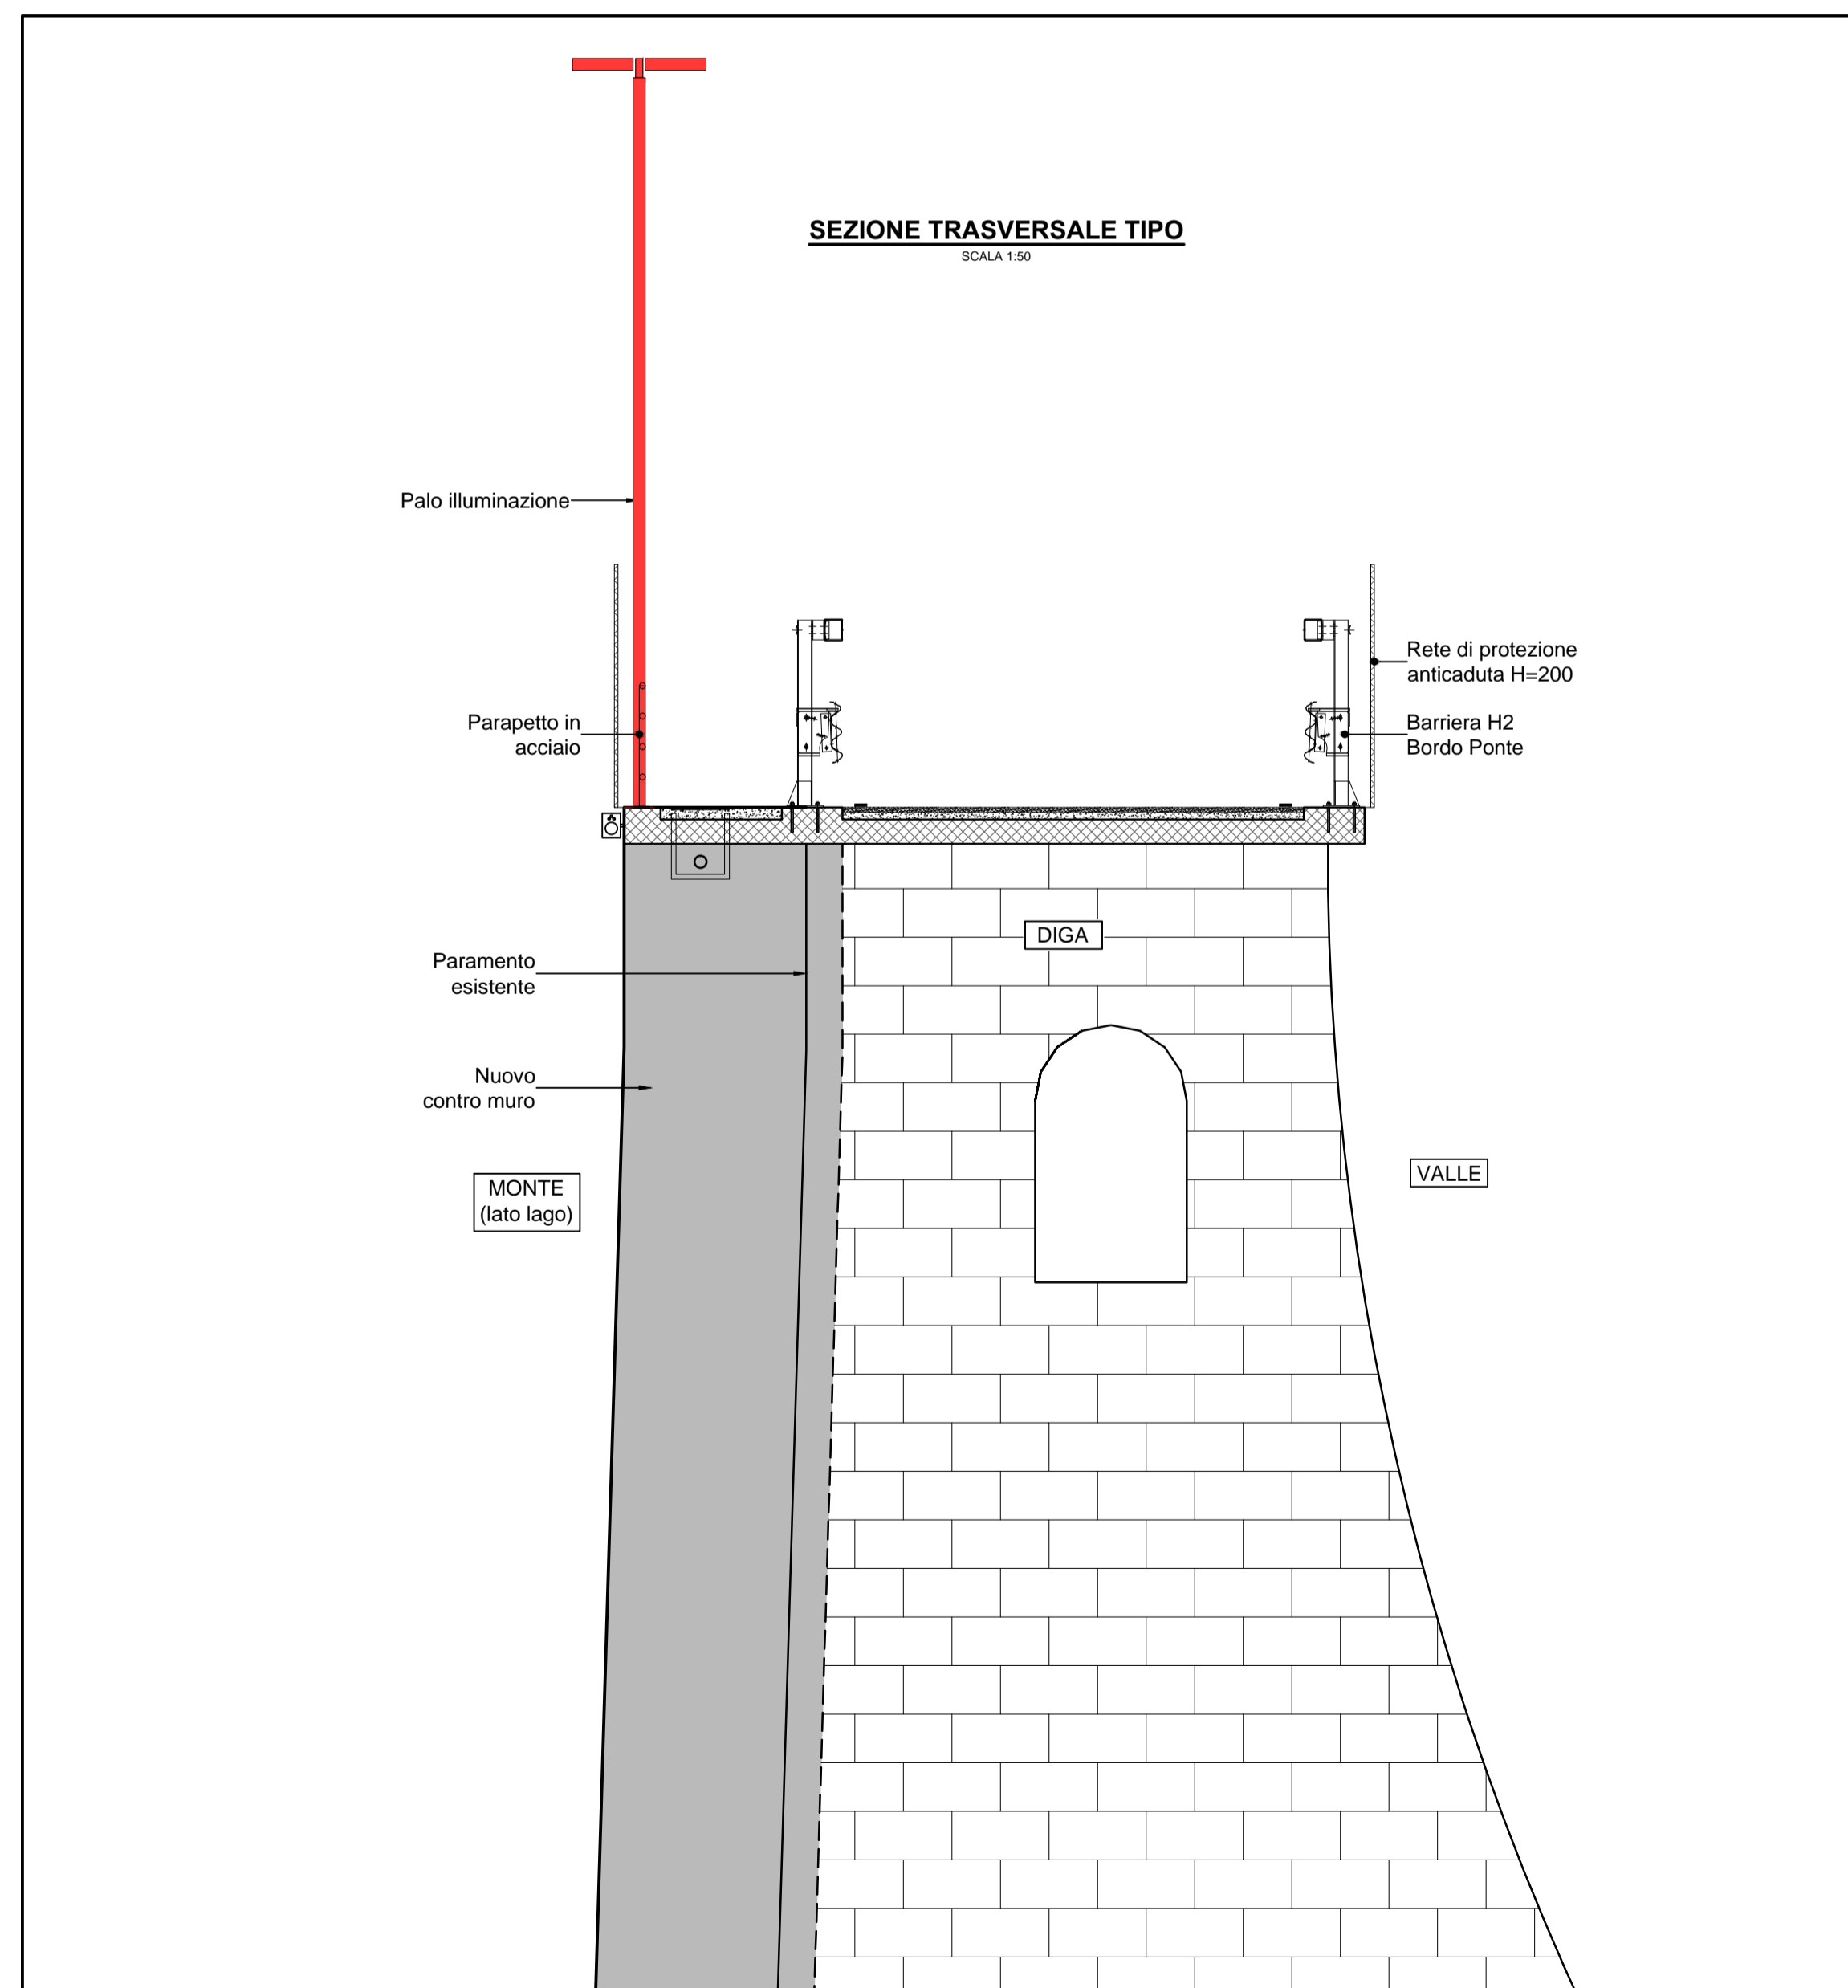 SEZIONE TRASVERSALE TIPO
SCALA 1:50
Palo illuminazione
Rete di protezione
anticaduta H=200
Parapetto in
acciaio
Barriera H2
Bordo Ponte
DIGA
Paramento
esistente
Nuovo
contro muro
MONTE
(lato lago)
VALLE